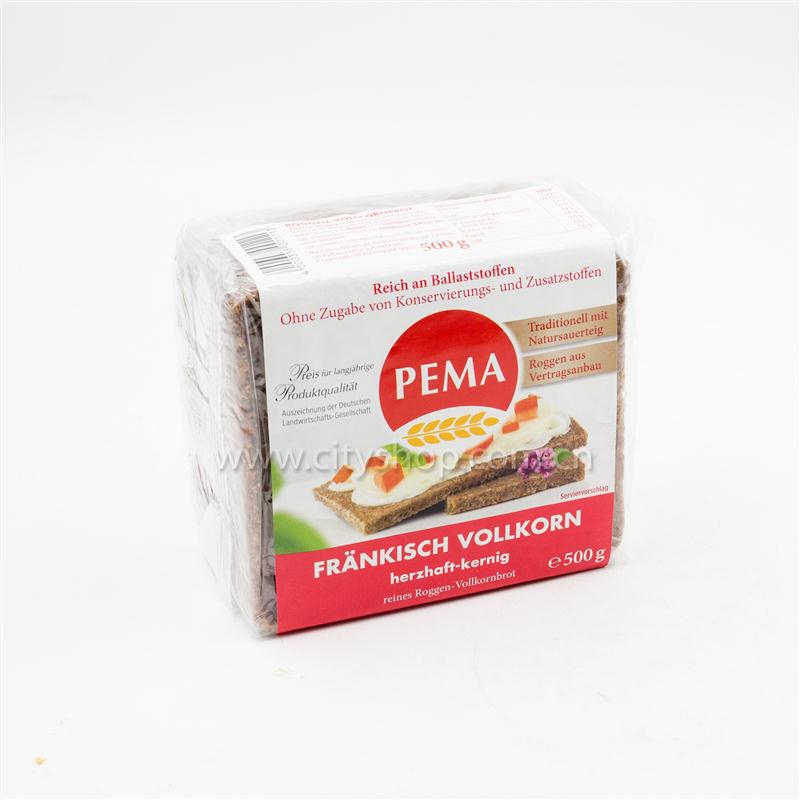 ROGGEN-VOLLKORNBROT
500 g
Reich an Ballaststoffen
Ohne Zugabe von Konservierungs- und Zusatzstoffen
Traditionell mit
Natursauerteig
Roggen aus
Vertragsanbau
PEMA
Preis für langjährige
Produktqualität
Auszeichnung der Deutschen
Landwirtschafts-Gesellschaft
www.cityshop.com.cn
Serviervorschlag
FRÄNKISCH VOLLKORN
herzhaft-kernig
reines Roggen-Vollkornbrot
℮500 g